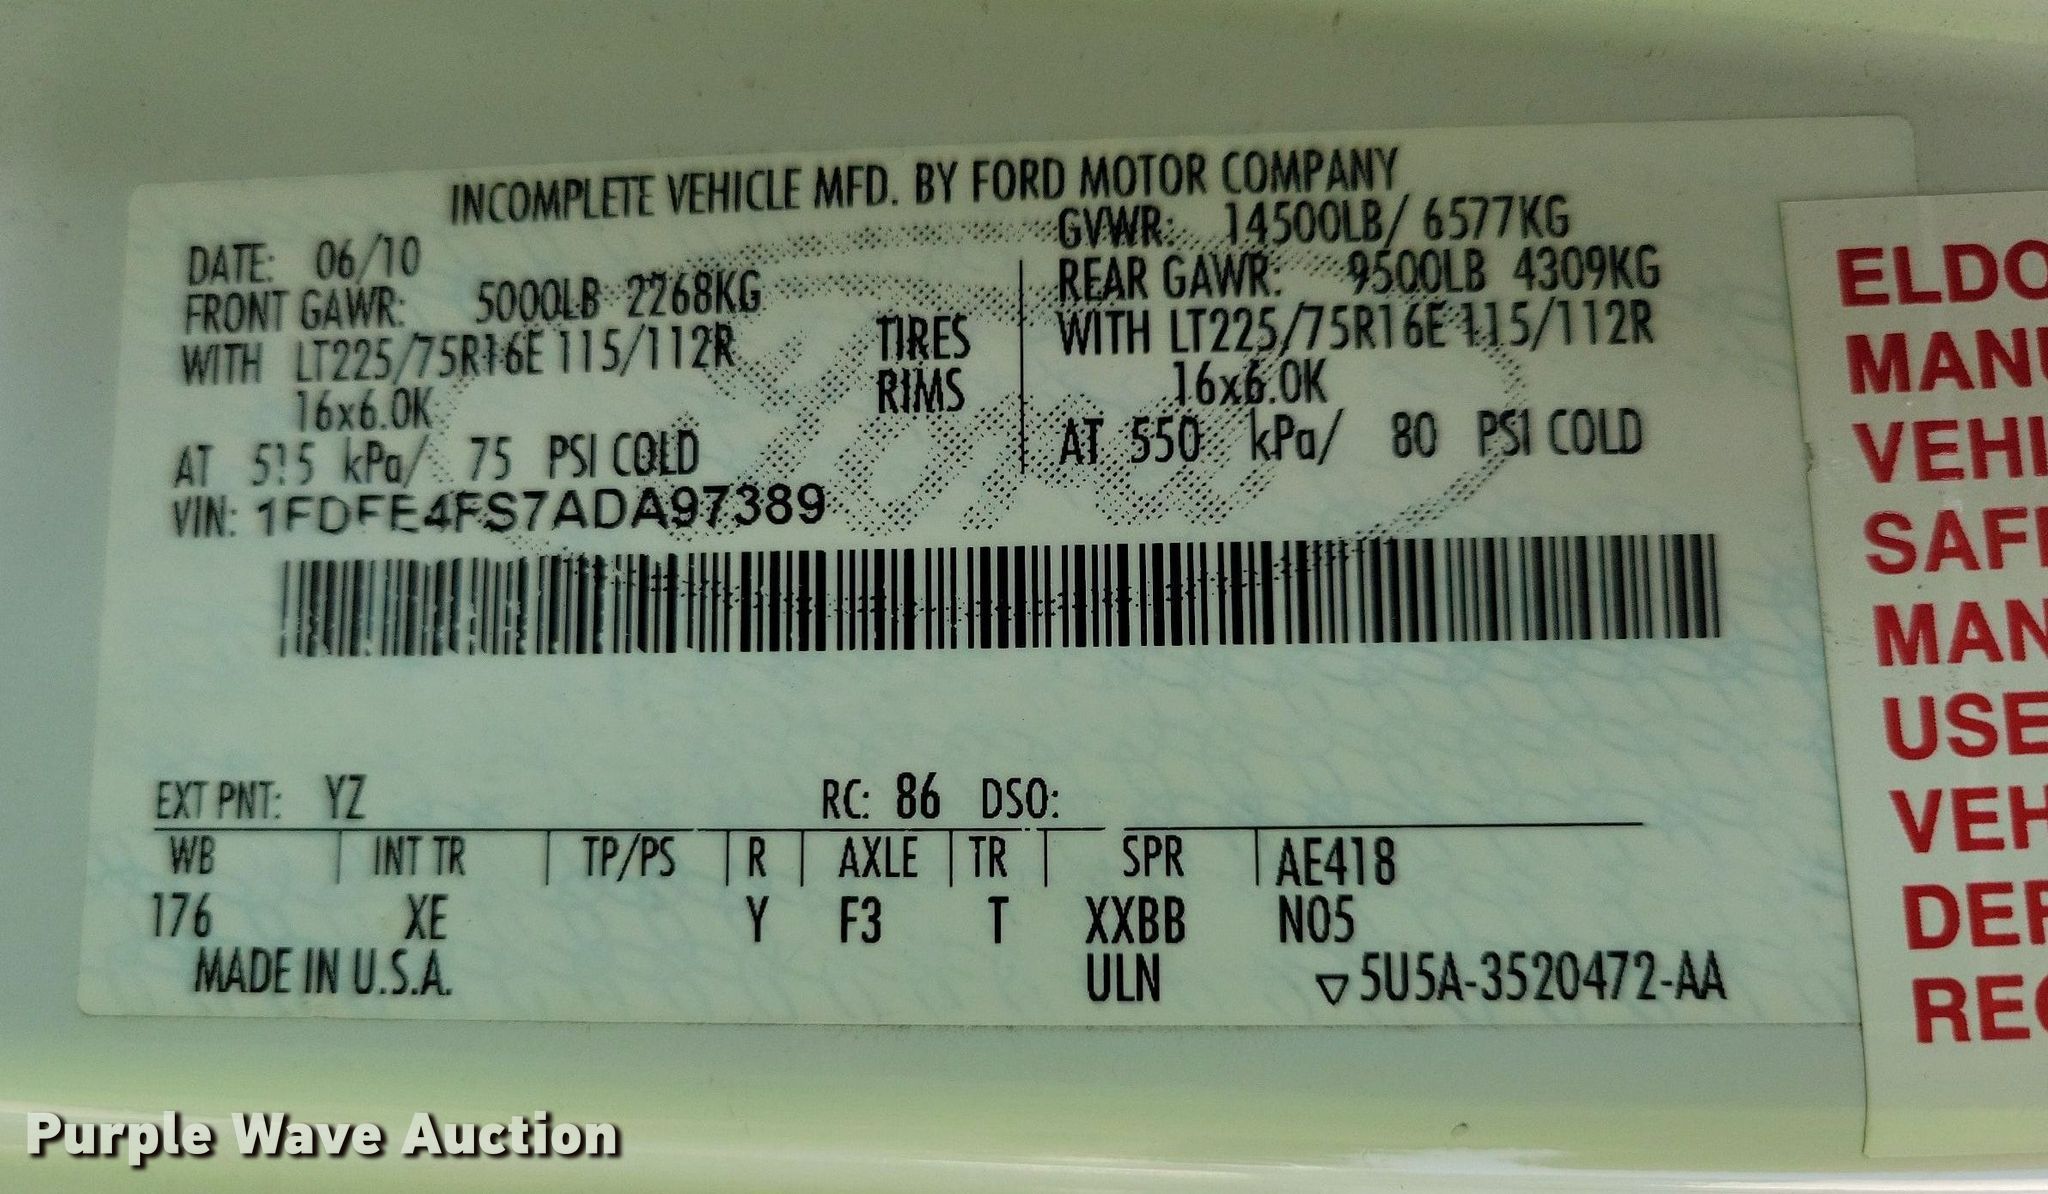 INCOMPLETE VEHICLE MFD. BY FORD MOTOR COMPANY
DATE: 06/10
GVWR: 14500LB/ 6577KG
FRONT GAWR: 5000LB 2268KG
REAR GAWR: 9500LB 4309KG
WITH LT225/75R16E 115/112R
TIRES
WITH LT225/75R16E 115/112R
16x6.0K
RIMS
16x6.0K
AT 515 kPa/ 75 PSI COLD
AT 550 kPa/ 80 PSI COLD
VIN: 1FDFE4FS7ADA97389
EXT PNT: YZ RC: 86 DSO:
WB | INT TR | TP/PS | R | AXLE | TR | SPR | AE418
176 XE Y F3 T XXBB N05
MADE IN U.S.A. ULN ▽5U5A-3520472-AA
ELDO
MANU
VEHI
SAFE
MAN
USE
VEH
DEF
REC
Purple Wave Auction